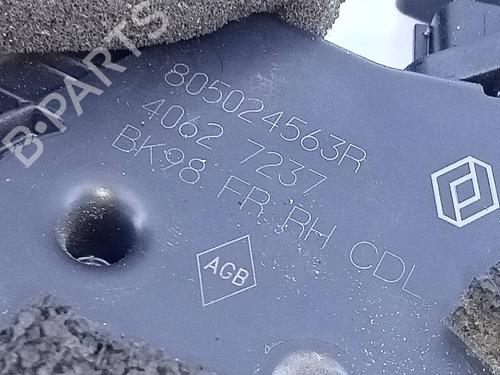 B-PARTS
805024563R
4062 7237
BK98 FR RH CDL
AGB